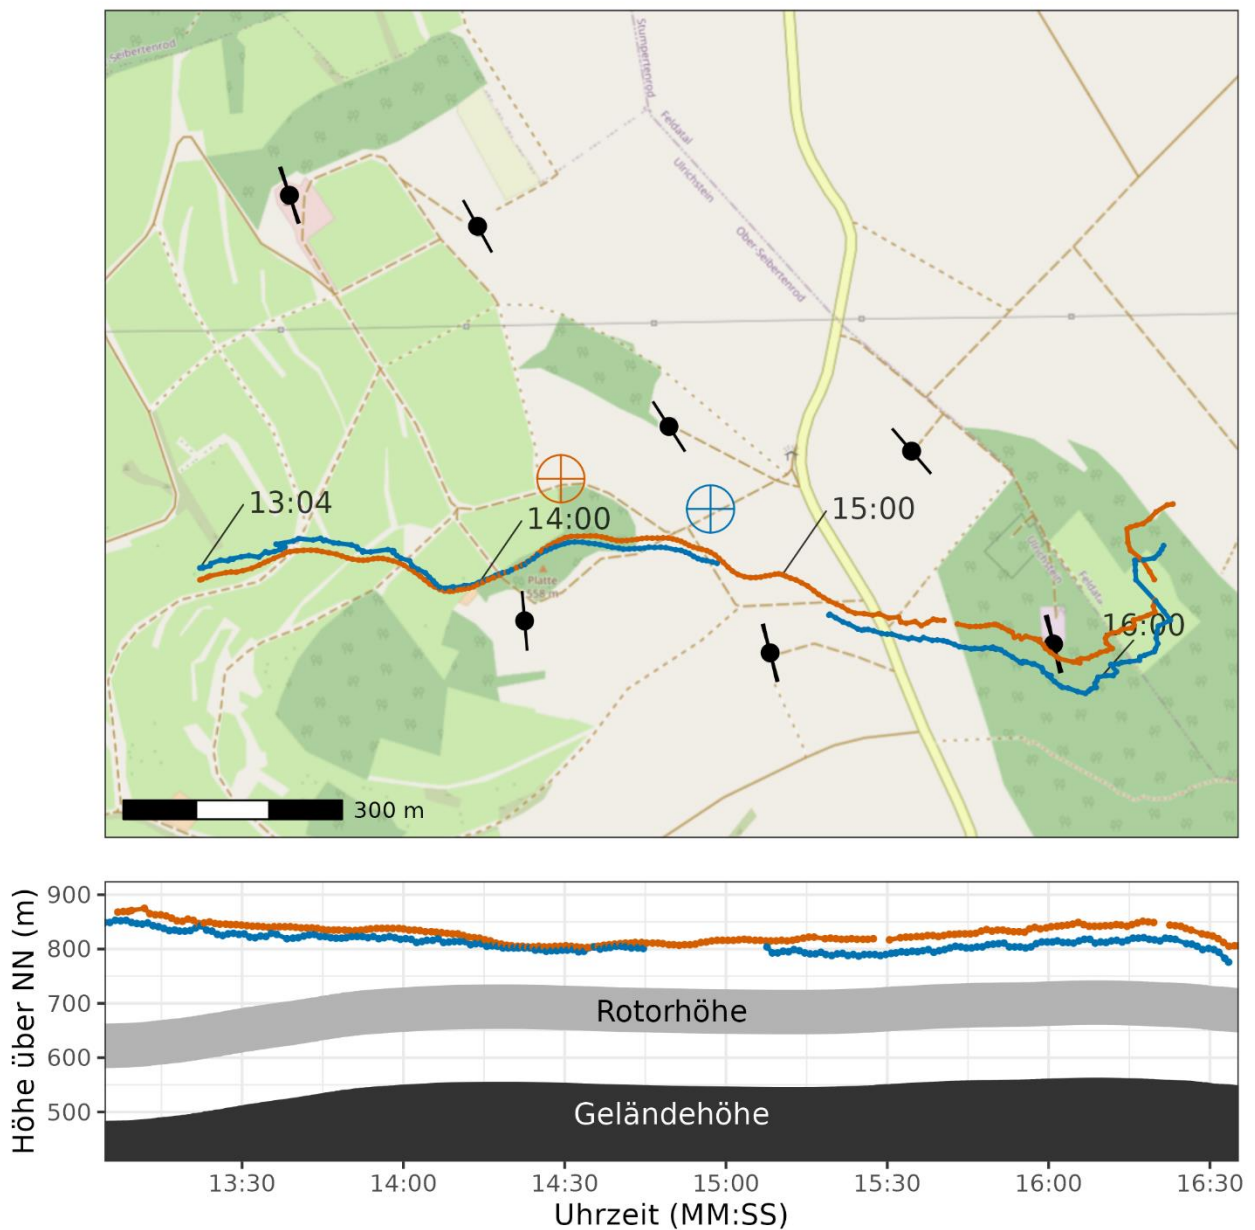 Seibertenrod
Stumpertenrod
Feldatal
Ulrichstein
Ober-Seibertenrod
13:04
14:00
15:00
Platte
558 m
Ulrichstein
Feldata
16:00
300 m
Höhe über NN (m)
900
800
700
600
500
Rotorhöhe
Geländehöhe
13:30
14:00
14:30
15:00
15:30
16:00
16:30
Uhrzeit (MM:SS)